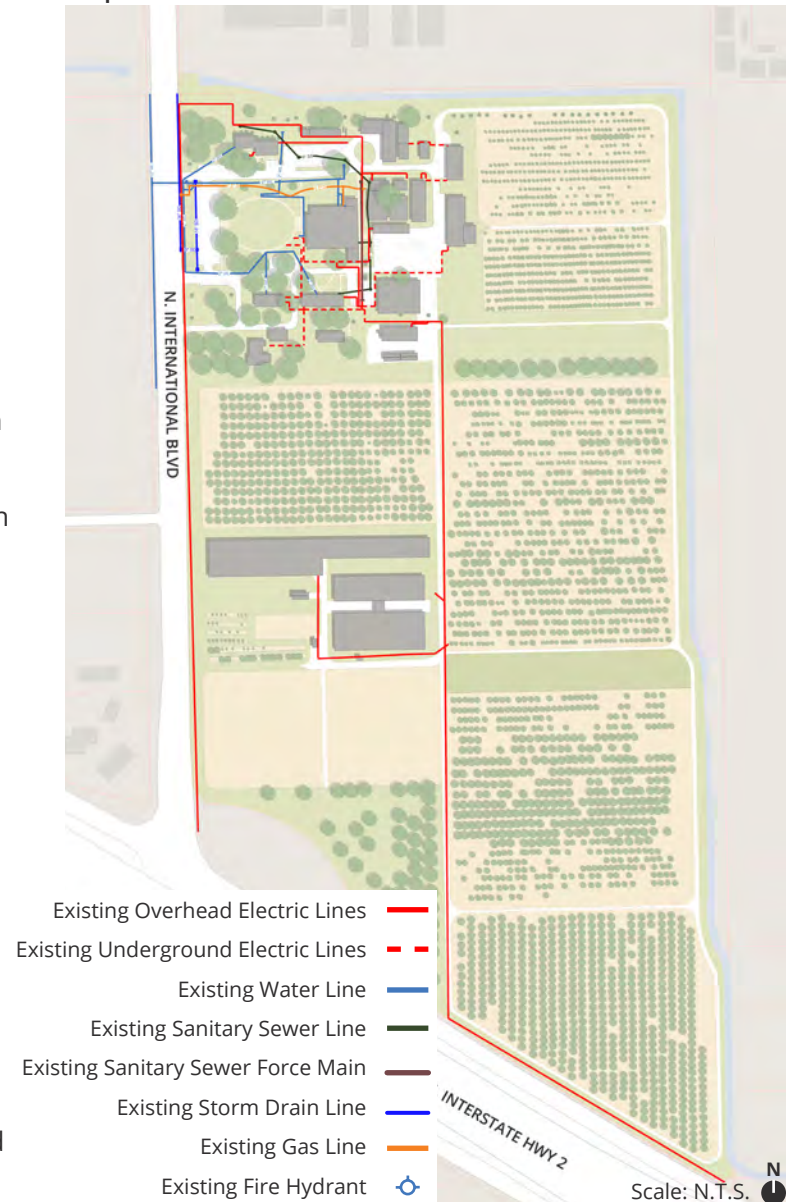 N. INTERNATIONAL BLVD
Existing Overhead Electric Lines
Existing Underground Electric Lines
Existing Water Line
Existing Sanitary Sewer Line
Existing Sanitary Sewer Force Main
Existing Storm Drain Line
Existing Gas Line
Existing Fire Hydrant
INTERSTATE HWY 2
N
Scale: N.T.S.